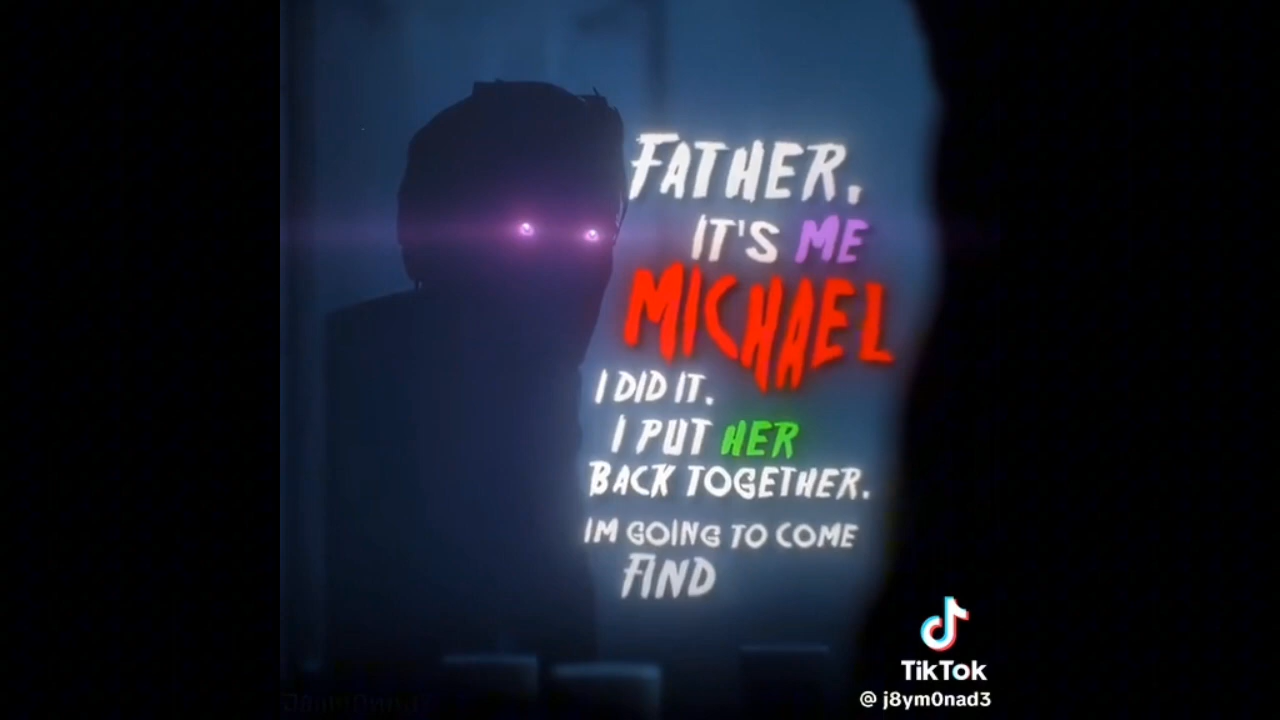 FATHER,
IT'S ME
MICHAEL
I DID IT.
I PUT HER
BACK TOGETHER.
IM GOING TO COME
FIND
TikTok
@ j8ym0nad3